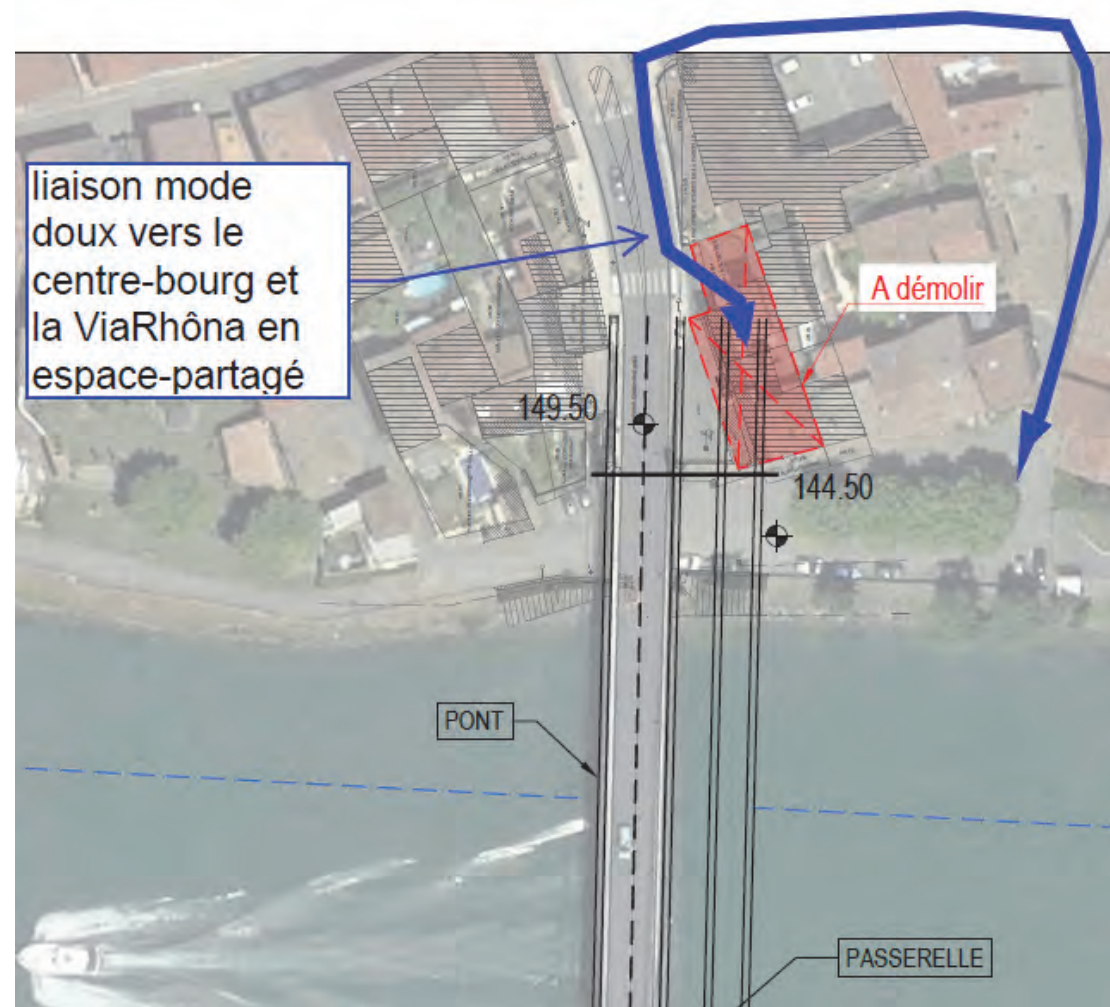 liaison mode
doux vers le
centre-bourg et
la ViaRhôna en
espace-partagé
A démolir
149.50
144.50
PONT
PASSERELLE